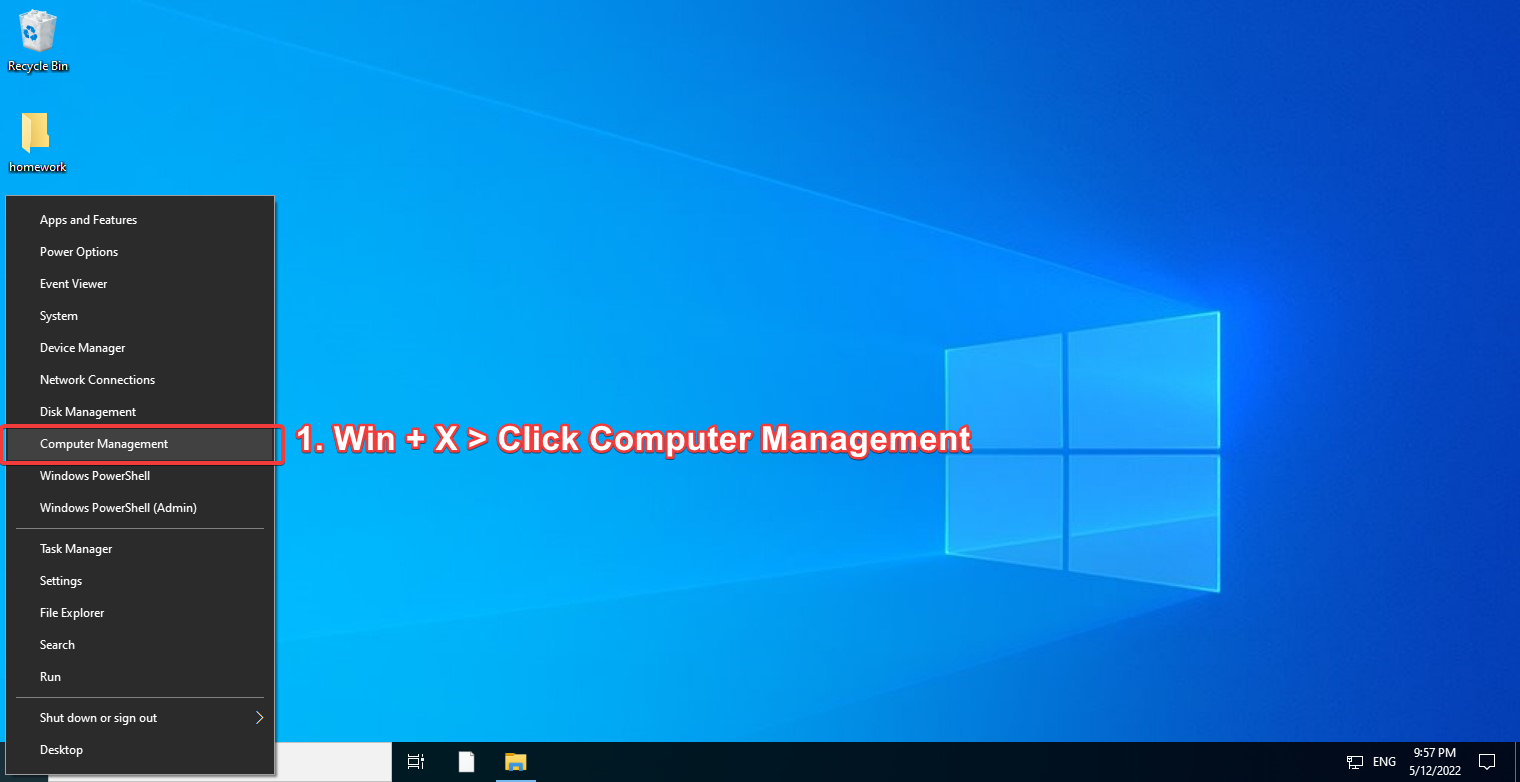 Recycle Bin
homework
Apps and Features
Power Options
Event Viewer
System
Device Manager
Network Connections
Disk Management
Computer Management
1. Win + X > Click Computer Management
Windows PowerShell
Windows PowerShell (Admin)
Task Manager
Settings
File Explorer
Search
Run
Shut down or sign out
Desktop
ENG
9:57 PM
5/12/2022